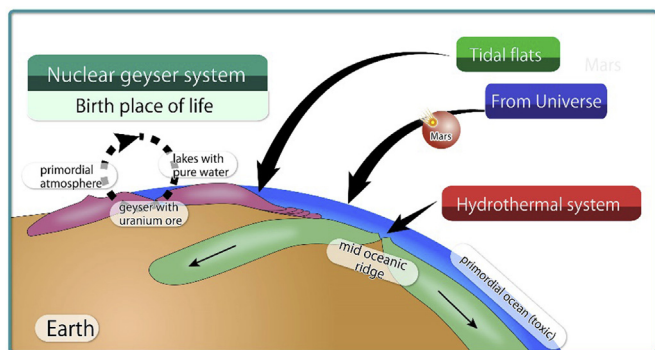 Nuclear geyser system
Birth place of life
Tidal flats
Mars
From Universe
Mars
primordial
atmosphere
lakes with
pure water
geyser with
uranium ore
Hydrothermal system
mid oceanic
ridge
primordial ocean (toxic)
Earth